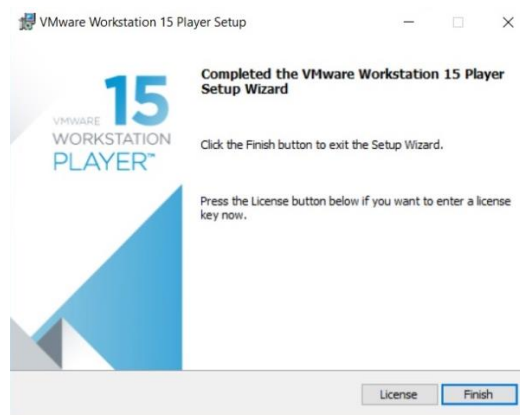 VMware Workstation 15 Player Setup
Completed the VMware Workstation 15 Player
Setup Wizard
VMWARE 15
WORKSTATION
PLAYER™
Click the Finish button to exit the Setup Wizard.
Press the License button below if you want to enter a license
key now.
License Finish